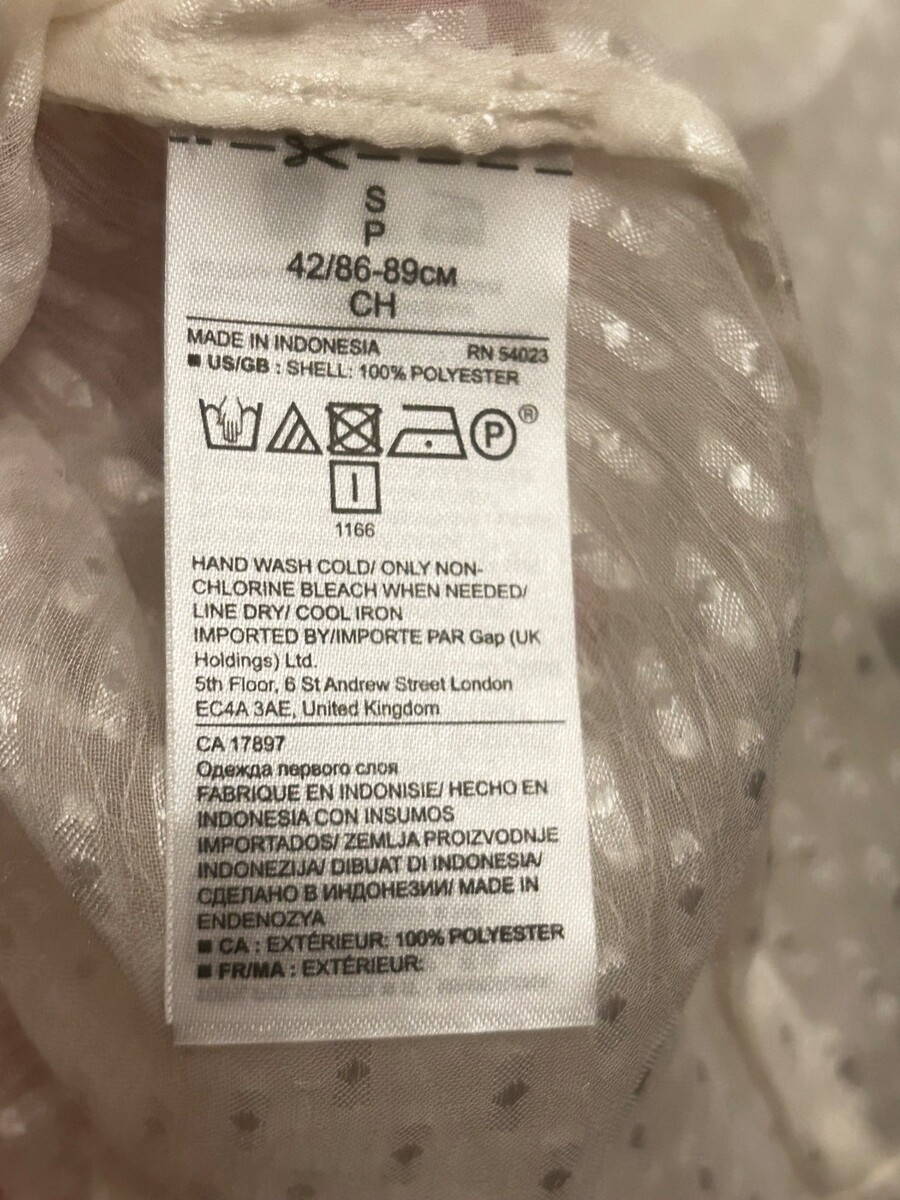 S
P
42/86-89CM
CH
MADE IN INDONESIA RN 54023
■ US/GB : SHELL: 100% POLYESTER
P ®
1166
HAND WASH COLD/ ONLY NON-
CHLORINE BLEACH WHEN NEEDED/
LINE DRY/ COOL IRON
IMPORTED BY/IMPORTE PAR Gap (UK
Holdings) Ltd.
5th Floor, 6 St Andrew Street London
EC4A 3AE, United Kingdom
CA 17897
Одежда первого слоя
FABRIQUE EN INDONISIE/ HECHO EN
INDONESIA CON INSUMOS
IMPORTADOS/ ZEMLJA PROIZVODNJE
INDONEZIJA/ DIBUAT DI INDONESIA/
СДЕЛАНО В ИНДОНЕЗИИ/ MADE IN
ENDENOZYA
■ CA : EXTÉRIEUR: 100% POLYESTER
■ FR/MA : EXTÉRIEUR: